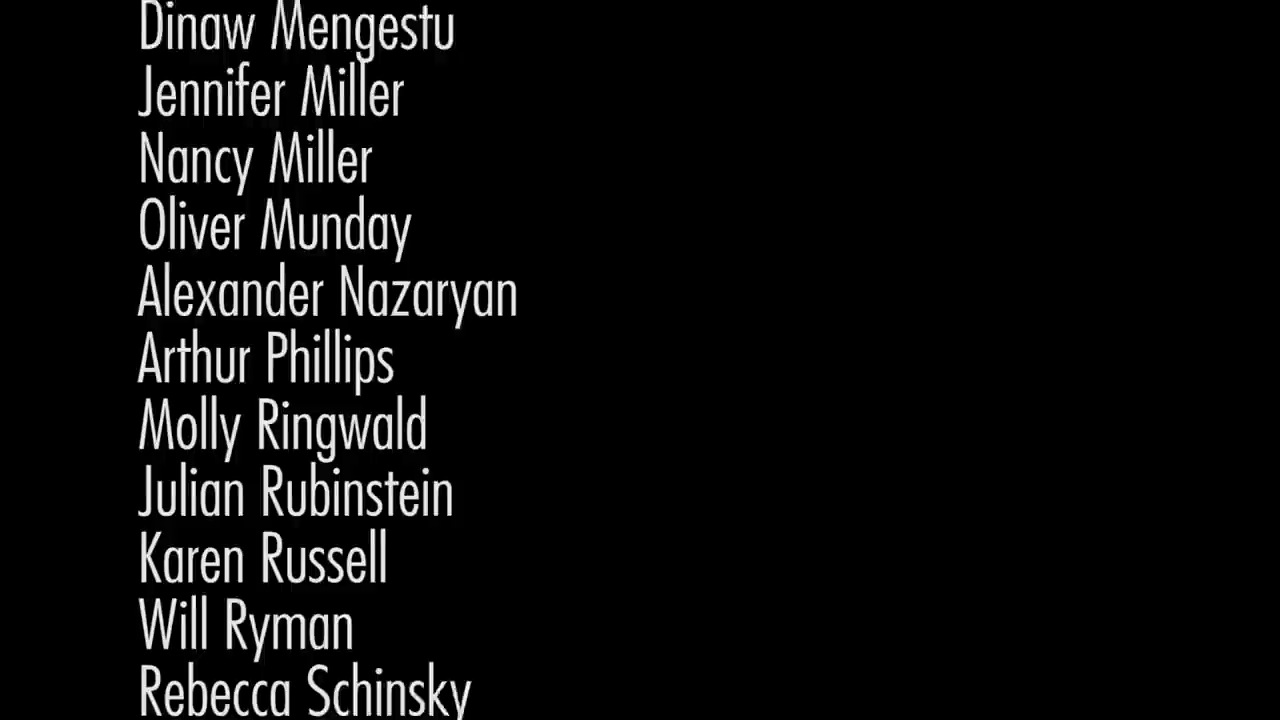 Dinaw Mengestu
Jennifer Miller
Nancy Miller
Oliver Munday
Alexander Nazaryan
Arthur Phillips
Molly Ringwald
Julian Rubinstein
Karen Russell
Will Ryman
Rebecca Schinsky